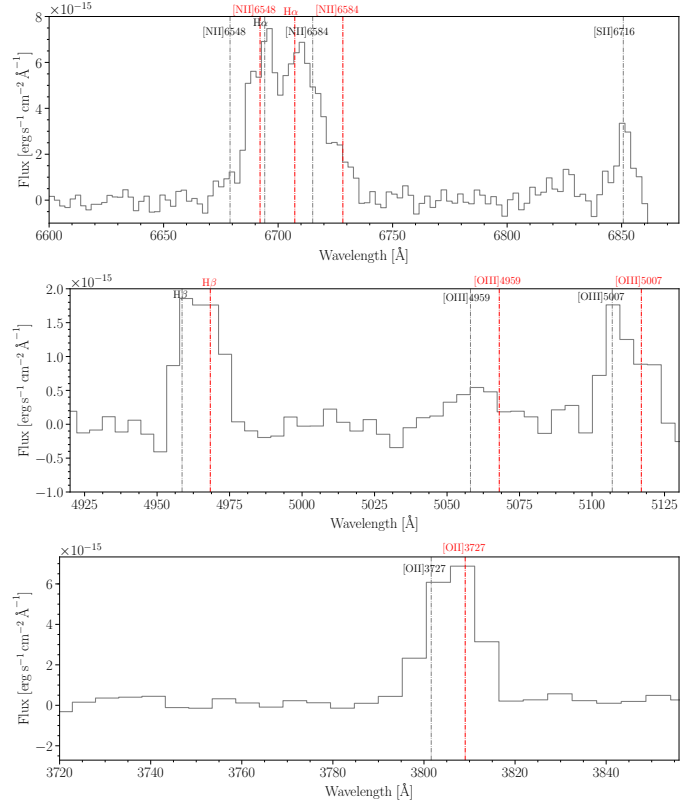 [NII]6548 Hα [NII]6584
×10⁻¹⁵
[NII]6548 Hα [NII]6584 [SII]6716
8
6
4
2
0
Flux [erg s⁻¹ cm⁻² Å⁻¹]
6600 6650 6700 6750 6800 6850
Wavelength [Å]
×10⁻¹⁵
Hβ [OIII]4959 [OIII]5007
Hβ [OIII]4959 [OIII]5007
2.0
1.5
1.0
0.5
0.0
−0.5
−1.0
Flux [erg s⁻¹ cm⁻² Å⁻¹]
4925 4950 4975 5000 5025 5050 5075 5100 5125
Wavelength [Å]
×10⁻¹⁵
[OII]3727
[OII]3727
6
4
2
0
−2
Flux [erg s⁻¹ cm⁻² Å⁻¹]
3720 3740 3760 3780 3800 3820 3840
Wavelength [Å]